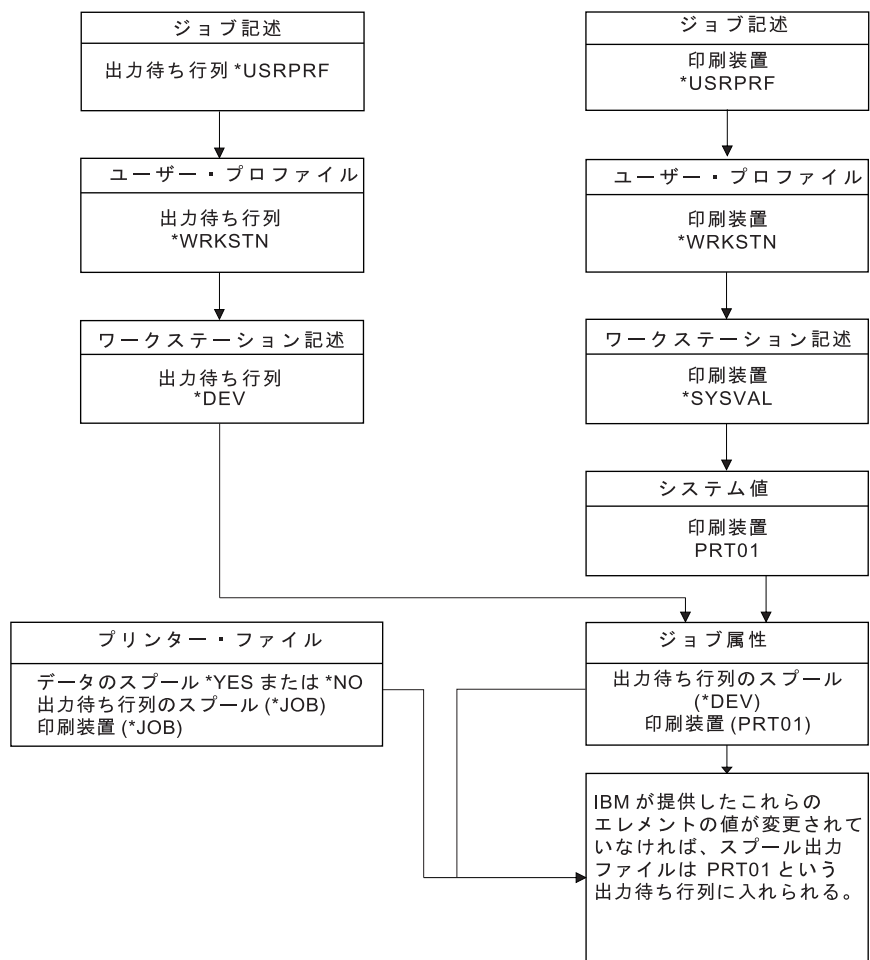 ジョブ記述
出力待ち行列 *USRPRF
ユーザー・プロファイル
出力待ち行列
*WRKSTN
ワークステーション記述
出力待ち行列
*DEV
ジョブ記述
印刷装置
*USRPRF
ユーザー・プロファイル
印刷装置
*WRKSTN
ワークステーション記述
印刷装置
*SYSVAL
システム値
印刷装置
PRT01
プリンター・ファイル
データのスプール *YES または *NO
出力待ち行列のスプール (*JOB)
印刷装置 (*JOB)
ジョブ属性
出力待ち行列のスプール
(*DEV)
印刷装置 (PRT01)
IBM が提供したこれらの
エレメントの値が変更されて
いなければ、スプール出力
ファイルは PRT01 という
出力待ち行列に入れられる。